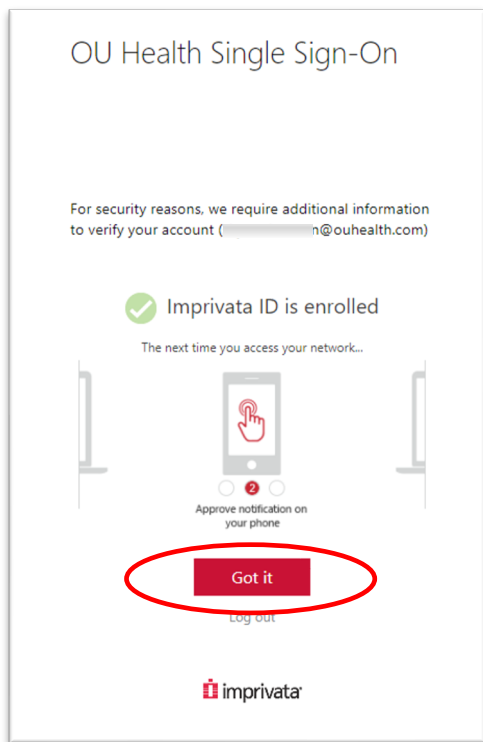 OU Health Single Sign-On
For security reasons, we require additional information
to verify your account ( n@ouhealth.com)
Imprivata ID is enrolled
The next time you access your network...
2
Approve notification on
your phone
Got it
Log out
imprivata